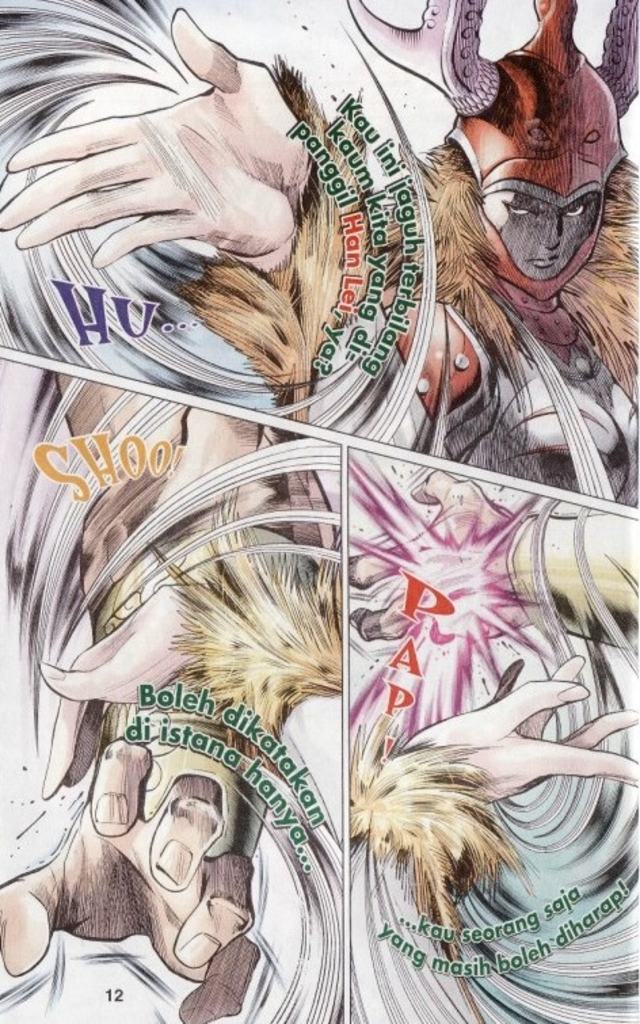 Kau ini jaguh terbilang
kaum kita yang di-
panggil Han Lei, ya?
HU...
SHOO!
Boleh dikatakan
di istana hanya...
PAP!
...kau seorang saja
yang masih boleh diharap!
12